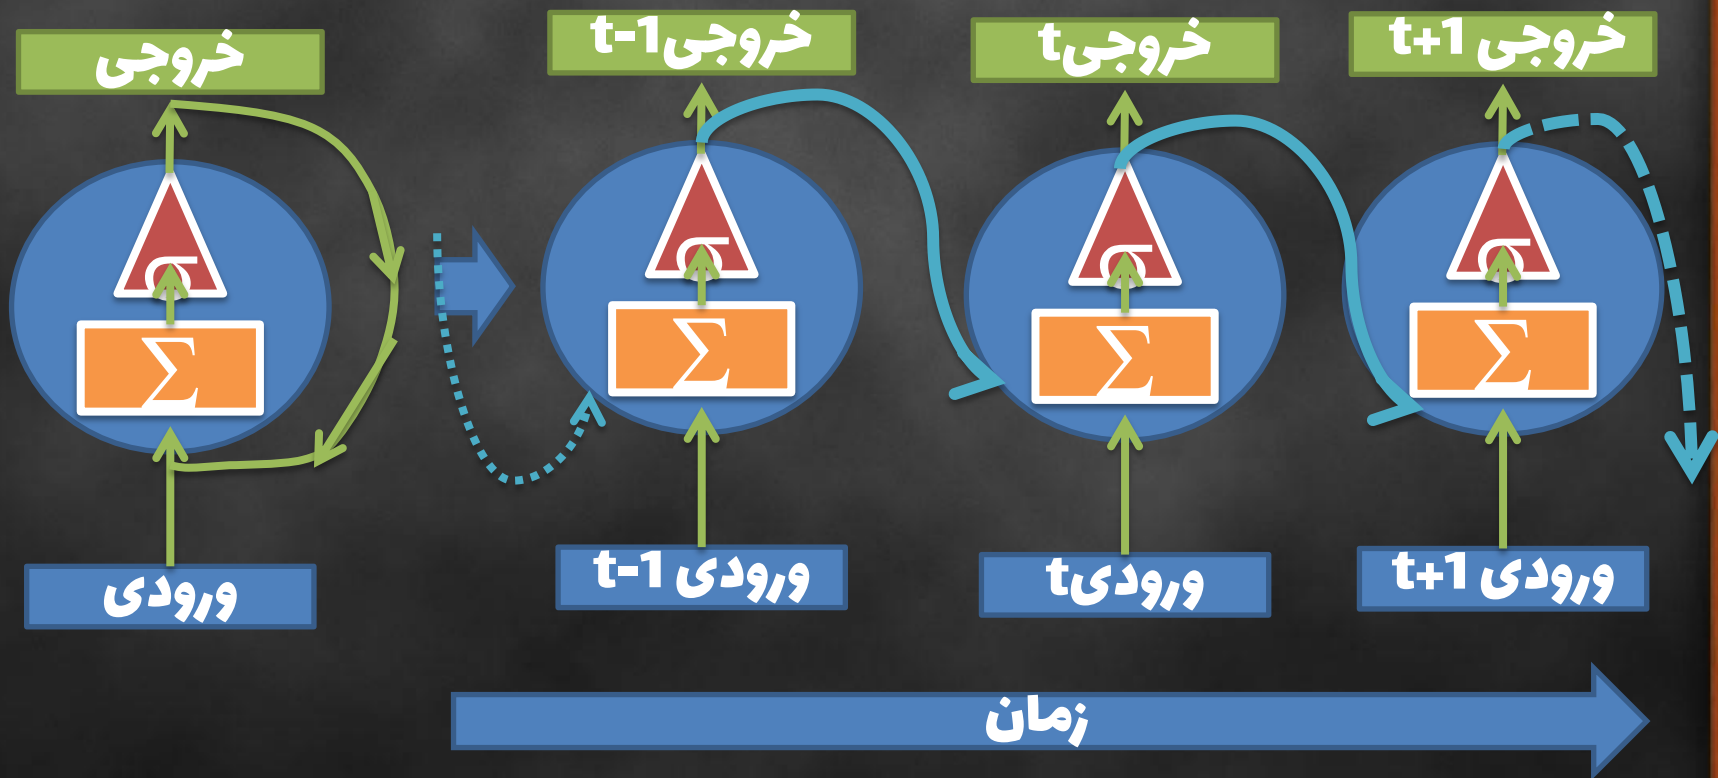 خروجی
خروجی t-1
خروجی t
خروجی t+1
σ
σ
σ
σ
Σ
Σ
Σ
Σ
ورودی
ورودی t-1
ورودی t
ورودی t+1
زمان